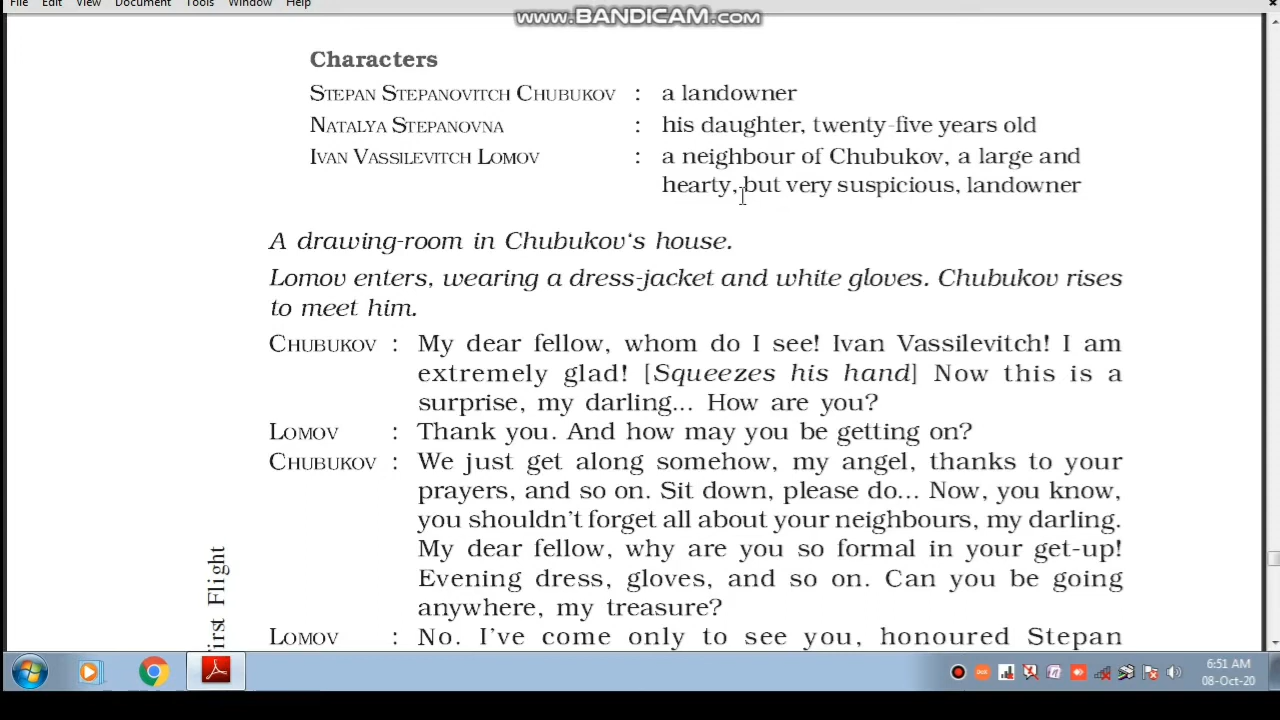 File Edit View Document Tools Window Help
www.BANDICAM.com
Characters
STEPAN STEPANOVITCH CHUBUKOV : a landowner
NATALYA STEPANOVNA : his daughter, twenty-five years old
IVAN VASSILEVITCH LOMOV : a neighbour of Chubukov, a large and
hearty, but very suspicious, landowner
A drawing-room in Chubukov‘s house.
Lomov enters, wearing a dress-jacket and white gloves. Chubukov rises
to meet him.
CHUBUKOV : My dear fellow, whom do I see! Ivan Vassilevitch! I am
extremely glad! [Squeezes his hand] Now this is a
surprise, my darling... How are you?
LOMOV : Thank you. And how may you be getting on?
CHUBUKOV : We just get along somehow, my angel, thanks to your
prayers, and so on. Sit down, please do... Now, you know,
you shouldn’t forget all about your neighbours, my darling.
My dear fellow, why are you so formal in your get-up!
Evening dress, gloves, and so on. Can you be going
anywhere, my treasure?
LOMOV : No. I’ve come only to see you, honoured Stepan
irst Flight
6:51 AM
08-Oct-20